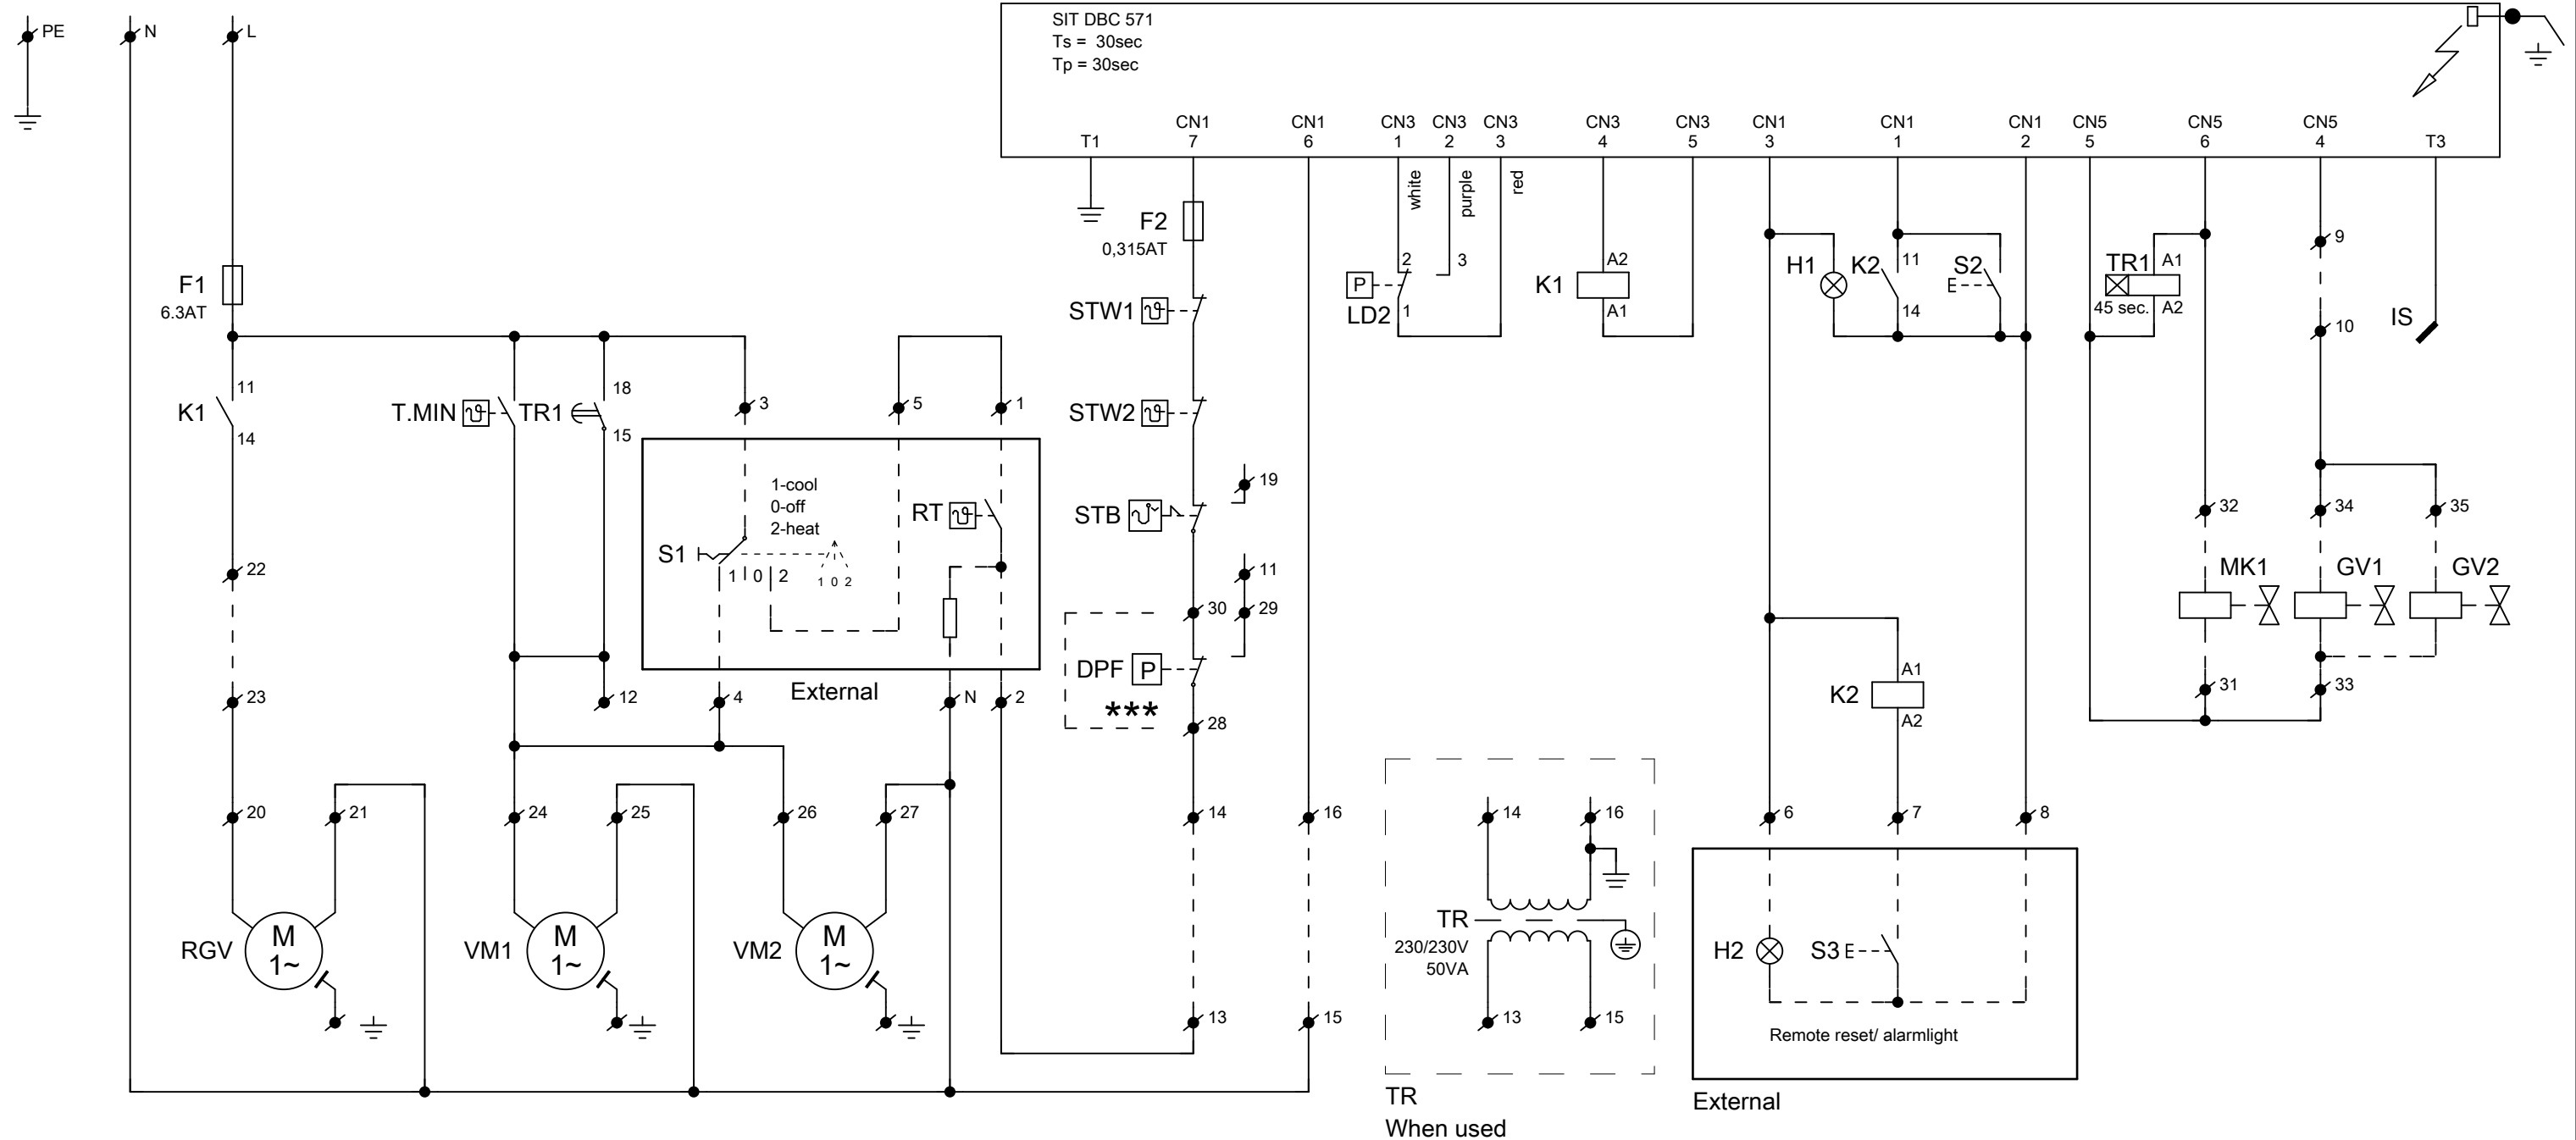 PE
N
L
SIT DBC 571
Ts = 30sec
Tp = 30sec
T1
CN1
7
CN1
6
CN3
1
CN3
2
CN3
3
CN3
4
CN3
5
CN1
3
CN1
1
CN1
2
CN5
5
CN5
6
CN5
4
T3
white
purple
red
F1
6.3AT
F2
0,315AT
STW1
2
3
P
LD2
1
K1
A2
A1
H1
K2
11
14
S2
E
TR1
A1
45 sec.
A2
9
10
IS
K1
11
14
T.MIN
TR1
18
15
3
5
1
STW2
1-cool
0-off
2-heat
S1
1
0
2
1 0 2
RT
STB
19
11
30
29
DPF
P
***
28
32
34
35
MK1
GV1
GV2
31
33
22
23
12
4
External
N
2
K2
A1
A2
20
21
24
25
26
27
14
16
14
16
6
7
8
RGV
M
1~
VM1
M
1~
VM2
M
1~
TR
230/230V
50VA
H2
S3
E
13
15
13
15
Remote reset/ alarmlight
TR
When used
External